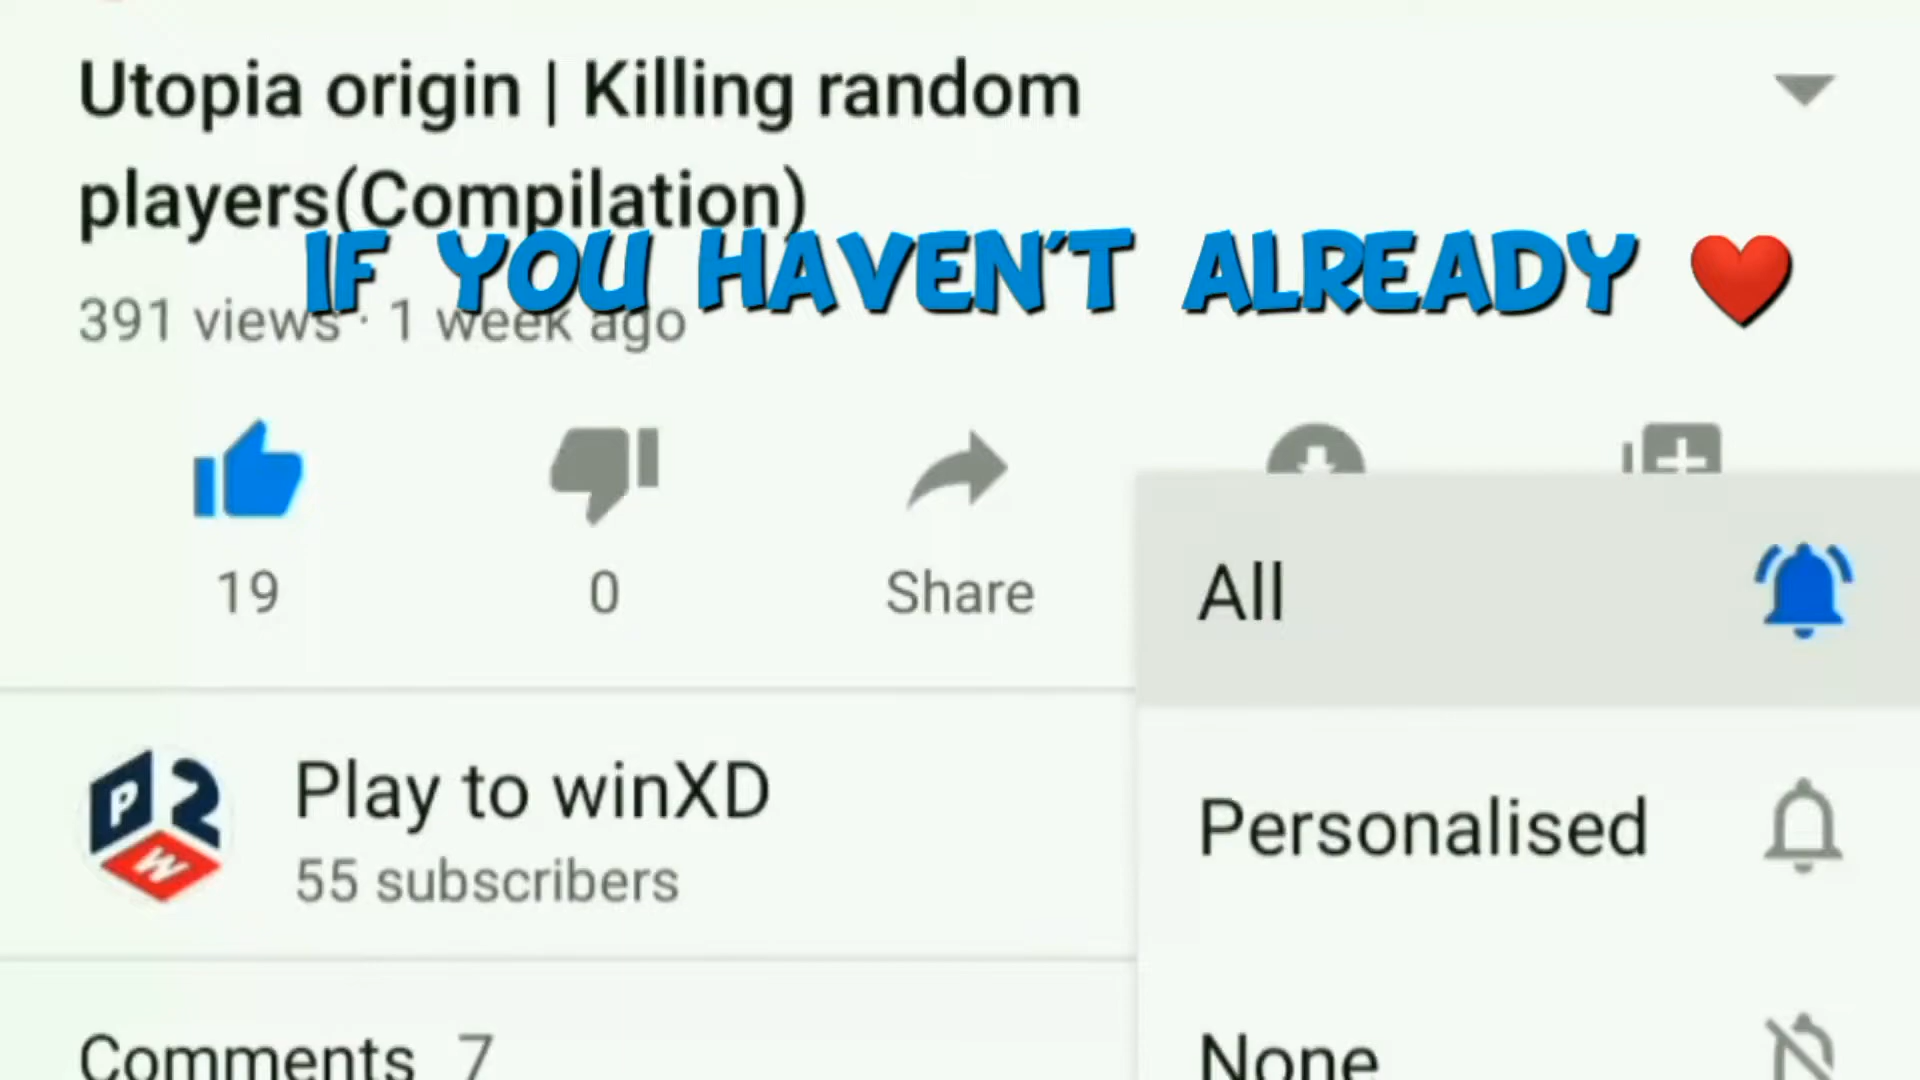 Utopia origin | Killing random
players(Compilation)
IF YOU HAVEN'T ALREADY ❤️
391 views · 1 week ago
19
0
Share
All
P 2
W
Play to winXD
55 subscribers
Personalised
Comments 7
None